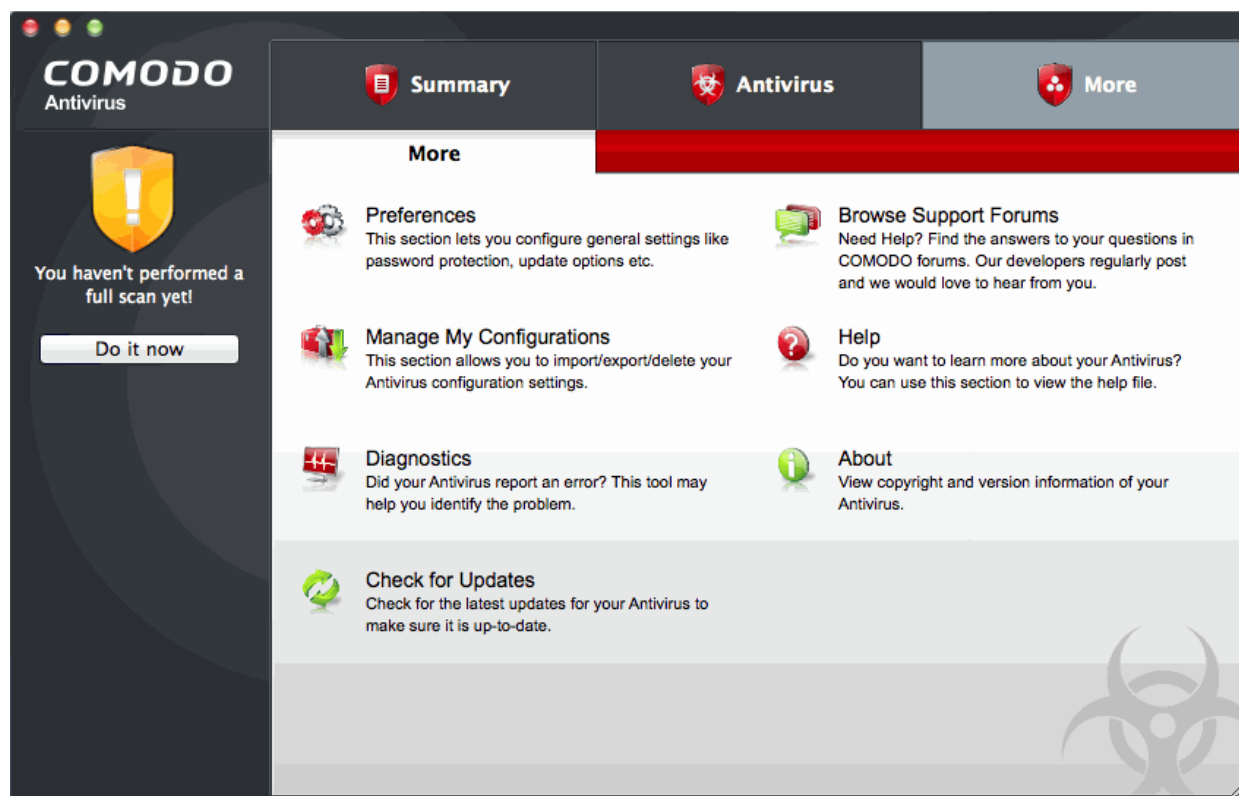 COMODO
Antivirus
Summary
Antivirus
More
You haven't performed a
full scan yet!
Do it now
More
Preferences
This section lets you configure general settings like
password protection, update options etc.
Manage My Configurations
This section allows you to import/export/delete your
Antivirus configuration settings.
Diagnostics
Did your Antivirus report an error? This tool may
help you identify the problem.
Check for Updates
Check for the latest updates for your Antivirus to
make sure it is up-to-date.
Browse Support Forums
Need Help? Find the answers to your questions in
COMODO forums. Our developers regularly post
and we would love to hear from you.
Help
Do you want to learn more about your Antivirus?
You can use this section to view the help file.
About
View copyright and version information of your
Antivirus.